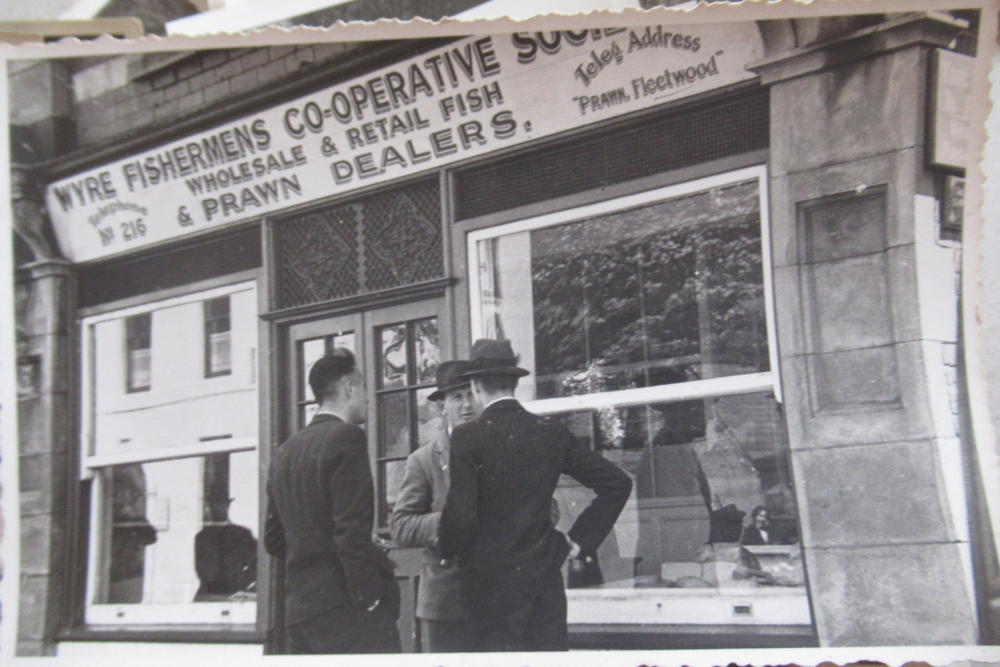 WYRE FISHERMENS CO-OPERATIVE
WHOLESALE & RETAIL FISH
& PRAWN DEALERS.
Telephone
No 216
Teleg Address
"PRAWN, Fleetwood"